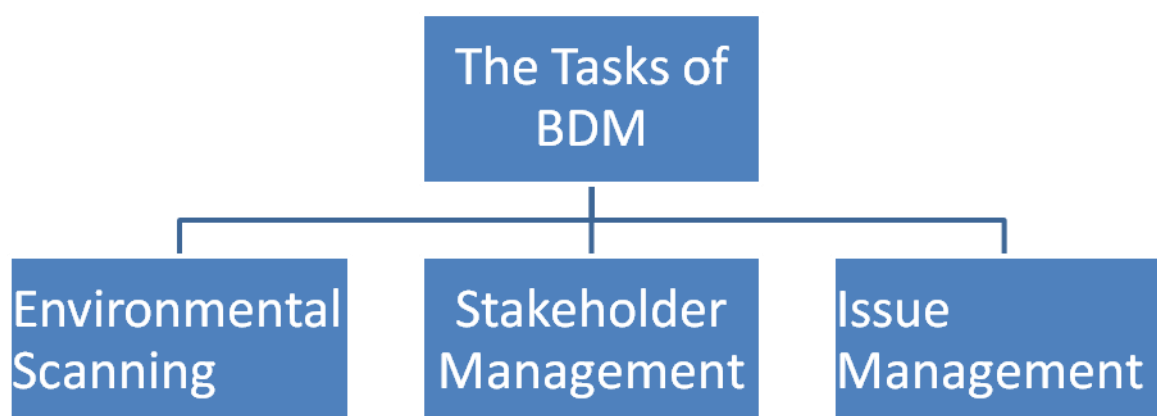 The Tasks of
BDM
Environmental
Scanning
Stakeholder
Management
Issue
Management